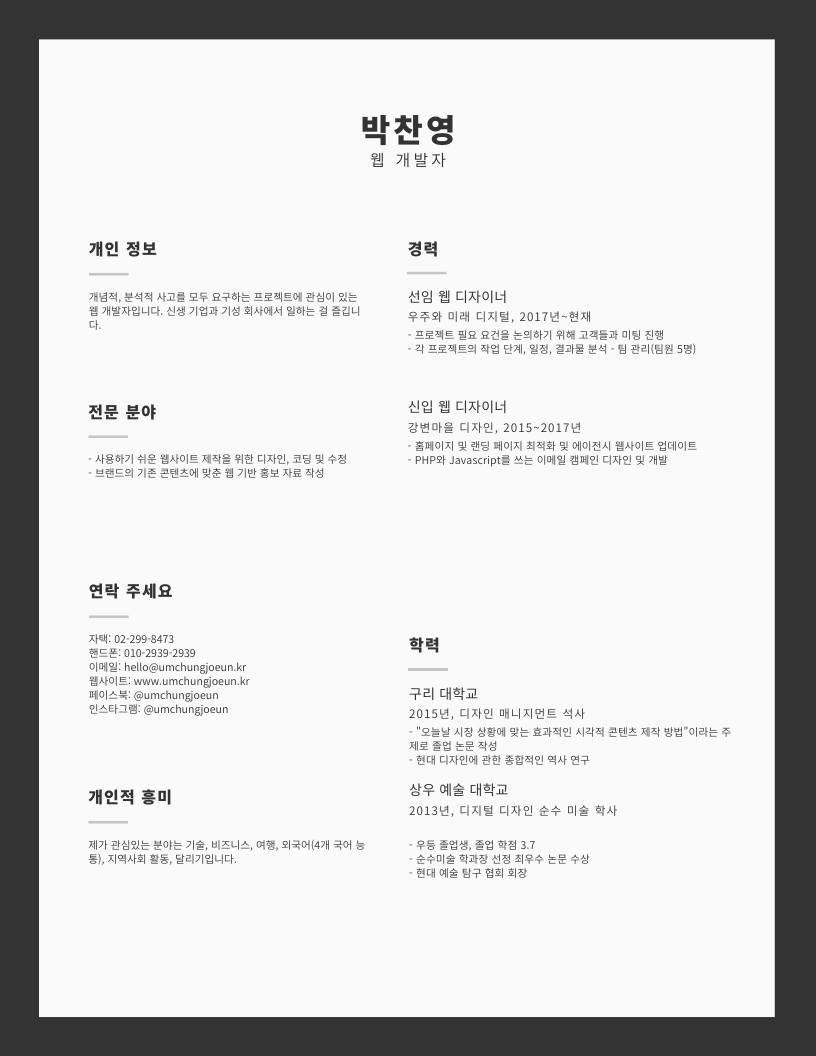 박찬영
웹 개발자
개인 정보
개념적, 분석적 사고를 모두 요구하는 프로젝트에 관심이 있는
웹 개발자입니다. 신생 기업과 기성 회사에서 일하는 걸 즐깁니
다.
전문 분야
- 사용하기 쉬운 웹사이트 제작을 위한 디자인, 코딩 및 수정
- 브랜드의 기존 콘텐츠에 맞춘 웹 기반 홍보 자료 작성
연락 주세요
자택: 02-299-8473
핸드폰: 010-2939-2939
이메일: hello@umchungjoeun.kr
웹사이트: www.umchungjoeun.kr
페이스북: @umchungjoeun
인스타그램: @umchungjoeun
개인적 흥미
제가 관심있는 분야는 기술, 비즈니스, 여행, 외국어(4개 국어 능
통), 지역사회 활동, 달리기입니다.
경력
선임 웹 디자이너
우주와 미래 디지털, 2017년~현재
- 프로젝트 필요 요건을 논의하기 위해 고객들과 미팅 진행
- 각 프로젝트의 작업 단계, 일정, 결과물 분석 - 팀 관리(팀원 5명)
신입 웹 디자이너
강변마을 디자인, 2015~2017년
- 홈페이지 및 랜딩 페이지 최적화 및 에이전시 웹사이트 업데이트
- PHP와 Javascript를 쓰는 이메일 캠페인 디자인 및 개발
학력
구리 대학교
2015년, 디자인 매니지먼트 석사
- "오늘날 시장 상황에 맞는 효과적인 시각적 콘텐츠 제작 방법"이라는 주
제로 졸업 논문 작성
- 현대 디자인에 관한 종합적인 역사 연구
상우 예술 대학교
2013년, 디지털 디자인 순수 미술 학사
- 우등 졸업생, 졸업 학점 3.7
- 순수미술 학과장 선정 최우수 논문 수상
- 현대 예술 탐구 협회 회장